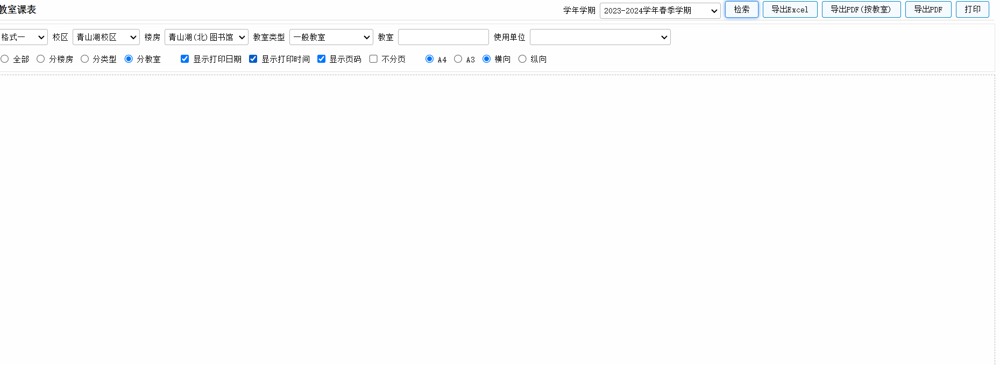 教室课表 学年学期 2023-2024学年春季学期 检索 导出Excel 导出PDF(按教室) 导出PDF 打印
格式一 校区 青山湖校区 楼房 青山湖(北)图书馆 教室类型 一般教室 教室 使用单位
全部 分楼房 分类型 分教室 显示打印日期 显示打印时间 显示页码 不分页 A4 A3 横向 纵向